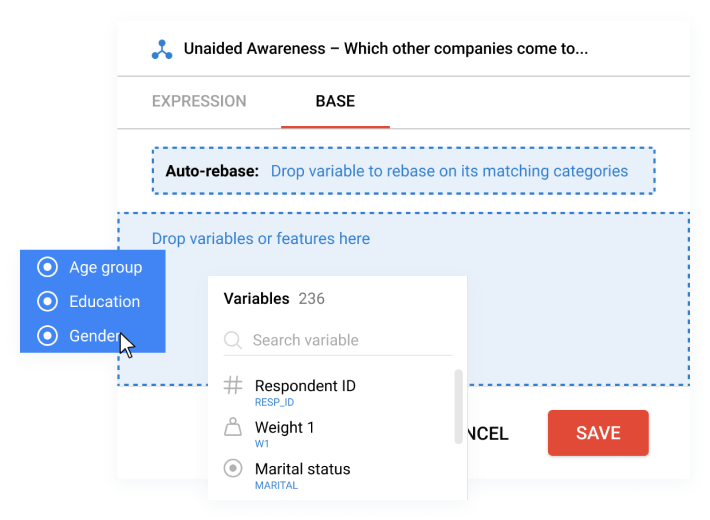 Unaided Awareness – Which other companies come to...
EXPRESSION
BASE
Auto-rebase: Drop variable to rebase on its matching categories
Drop variables or features here
Age group
Education
Gender
Variables 236
Search variable
Respondent ID
RESP_ID
Weight 1
W1
Marital status
MARITAL
NCEL
SAVE